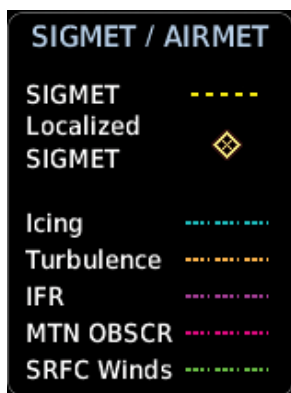 SIGMET / AIRMET
SIGMET
Localized
SIGMET
Icing
Turbulence
IFR
MTN OBSCR
SRFC Winds